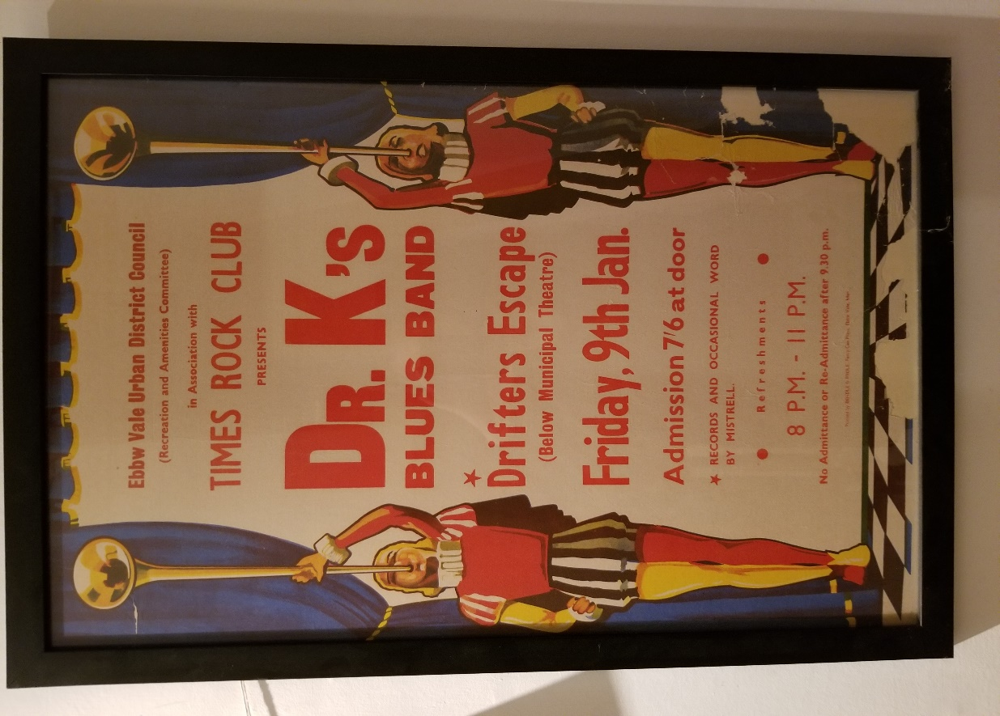 Ebbw Vale Urban District Council
(Recreation and Amenities Committee)
in Association with
TIMES ROCK CLUB
PRESENTS
DR. K'S
BLUES BAND
★
Drifters Escape
(Below Municipal Theatre)
Friday, 9th Jan.
Admission 7'6 at door
★ RECORDS AND OCCASIONAL WORD
BY MISTRELL.
● Refreshments ●
8 P.M. - 11 P.M.
No Admittance or Re-Admittance after 9.30 p.m.
Printed by